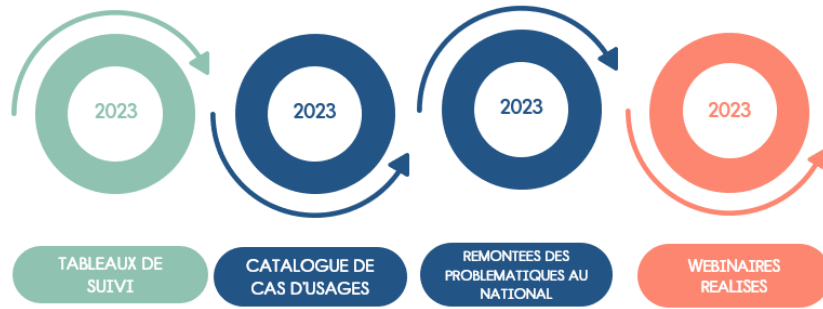 2023
2023
2023
2023
TABLEAUX DE
SUIVI
CATALOGUE DE
CAS D'USAGES
REMONTEES DES
PROBLEMATIQUES AU
NATIONAL
WEBINAIRES
REALISES